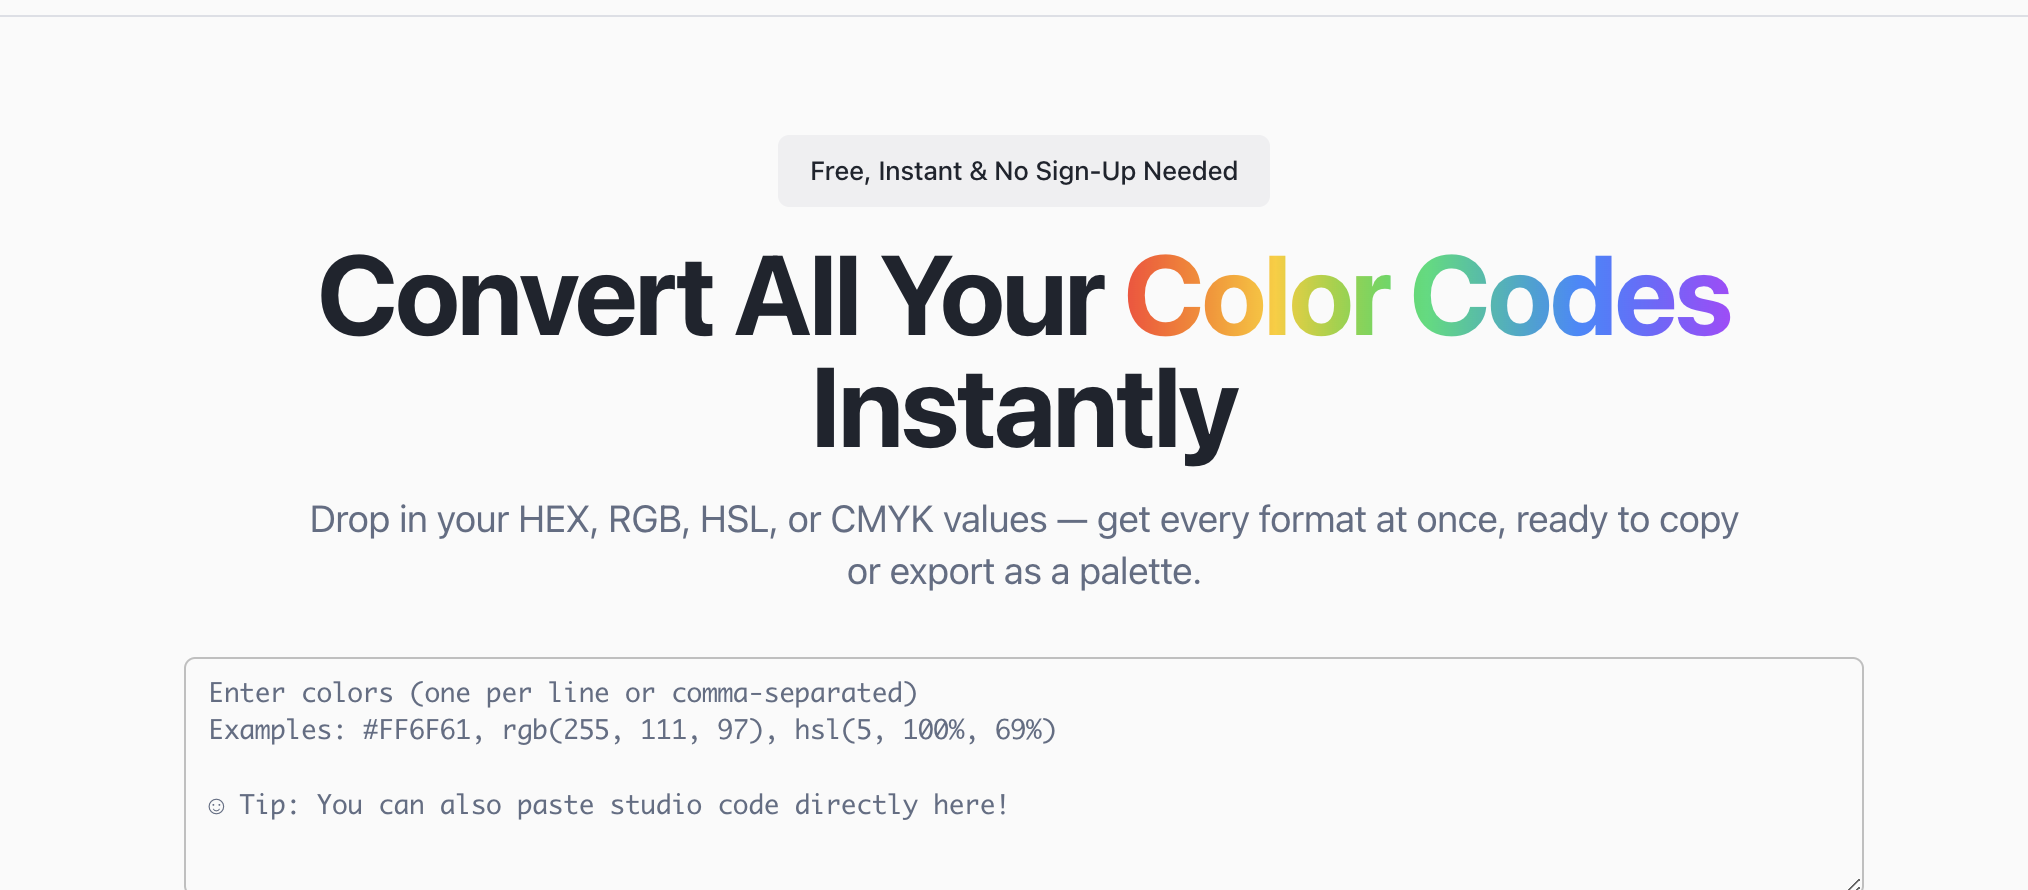 Free, Instant & No Sign-Up Needed
Convert All Your Color Codes
Instantly
Drop in your HEX, RGB, HSL, or CMYK values — get every format at once, ready to copy
or export as a palette.
Enter colors (one per line or comma-separated)
Examples: #FF6F61, rgb(255, 111, 97), hsl(5, 100%, 69%)
☺ Tip: You can also paste studio code directly here!